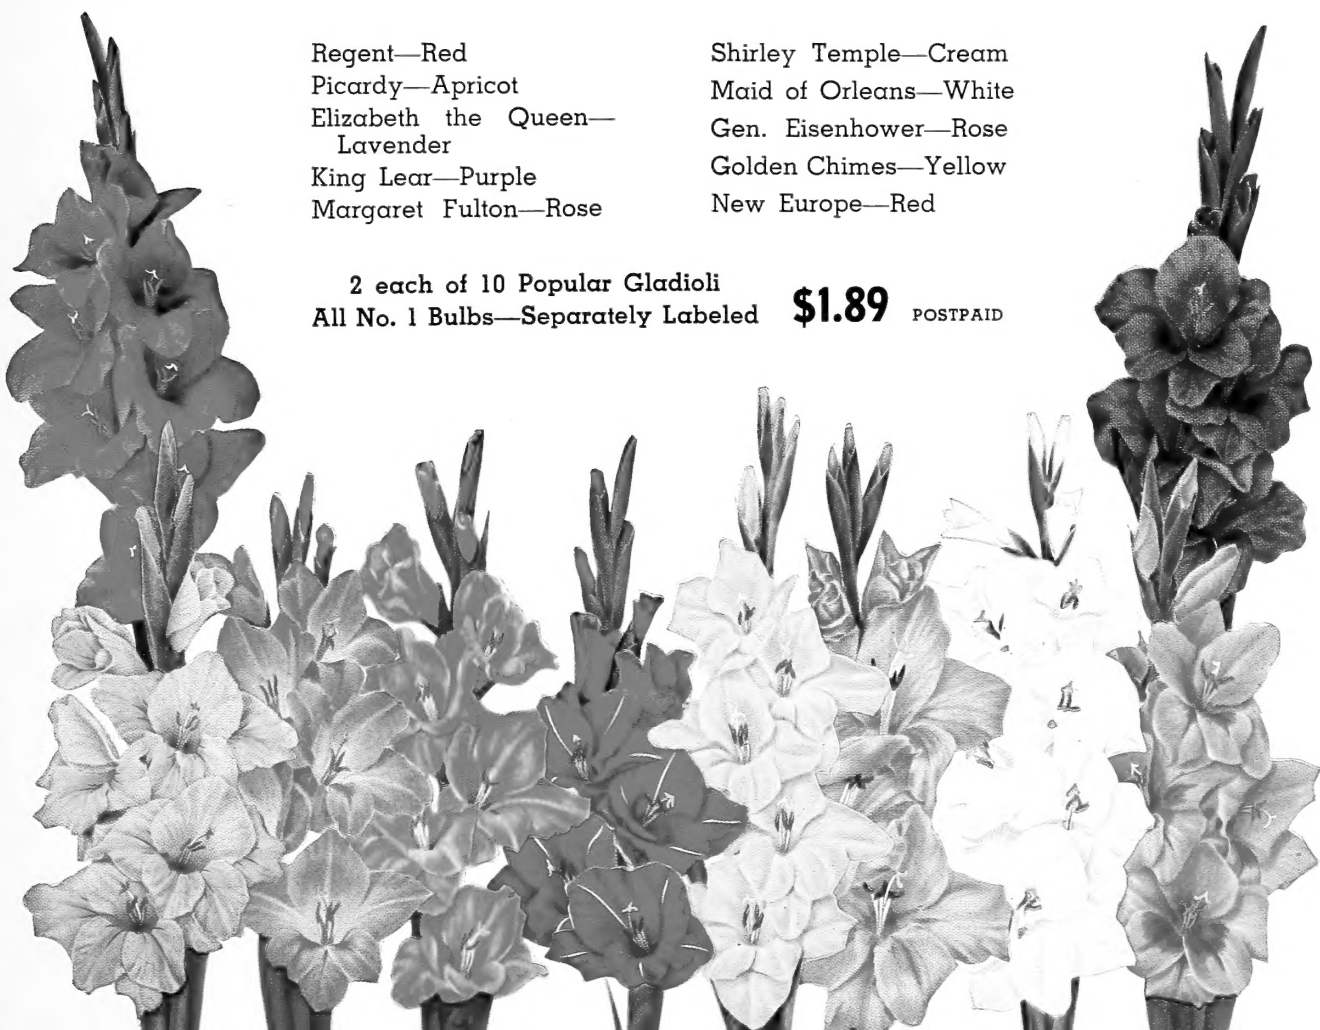 Regent—Red
Picardy—Apricot
Elizabeth the Queen—
Lavender
King Lear—Purple
Margaret Fulton—Rose
Shirley Temple—Cream
Maid of Orleans—White
Gen. Eisenhower—Rose
Golden Chimes—Yellow
New Europe—Red
2 each of 10 Popular Gladioli
All No. 1 Bulbs—Separately Labeled
$1.89 POSTPAID